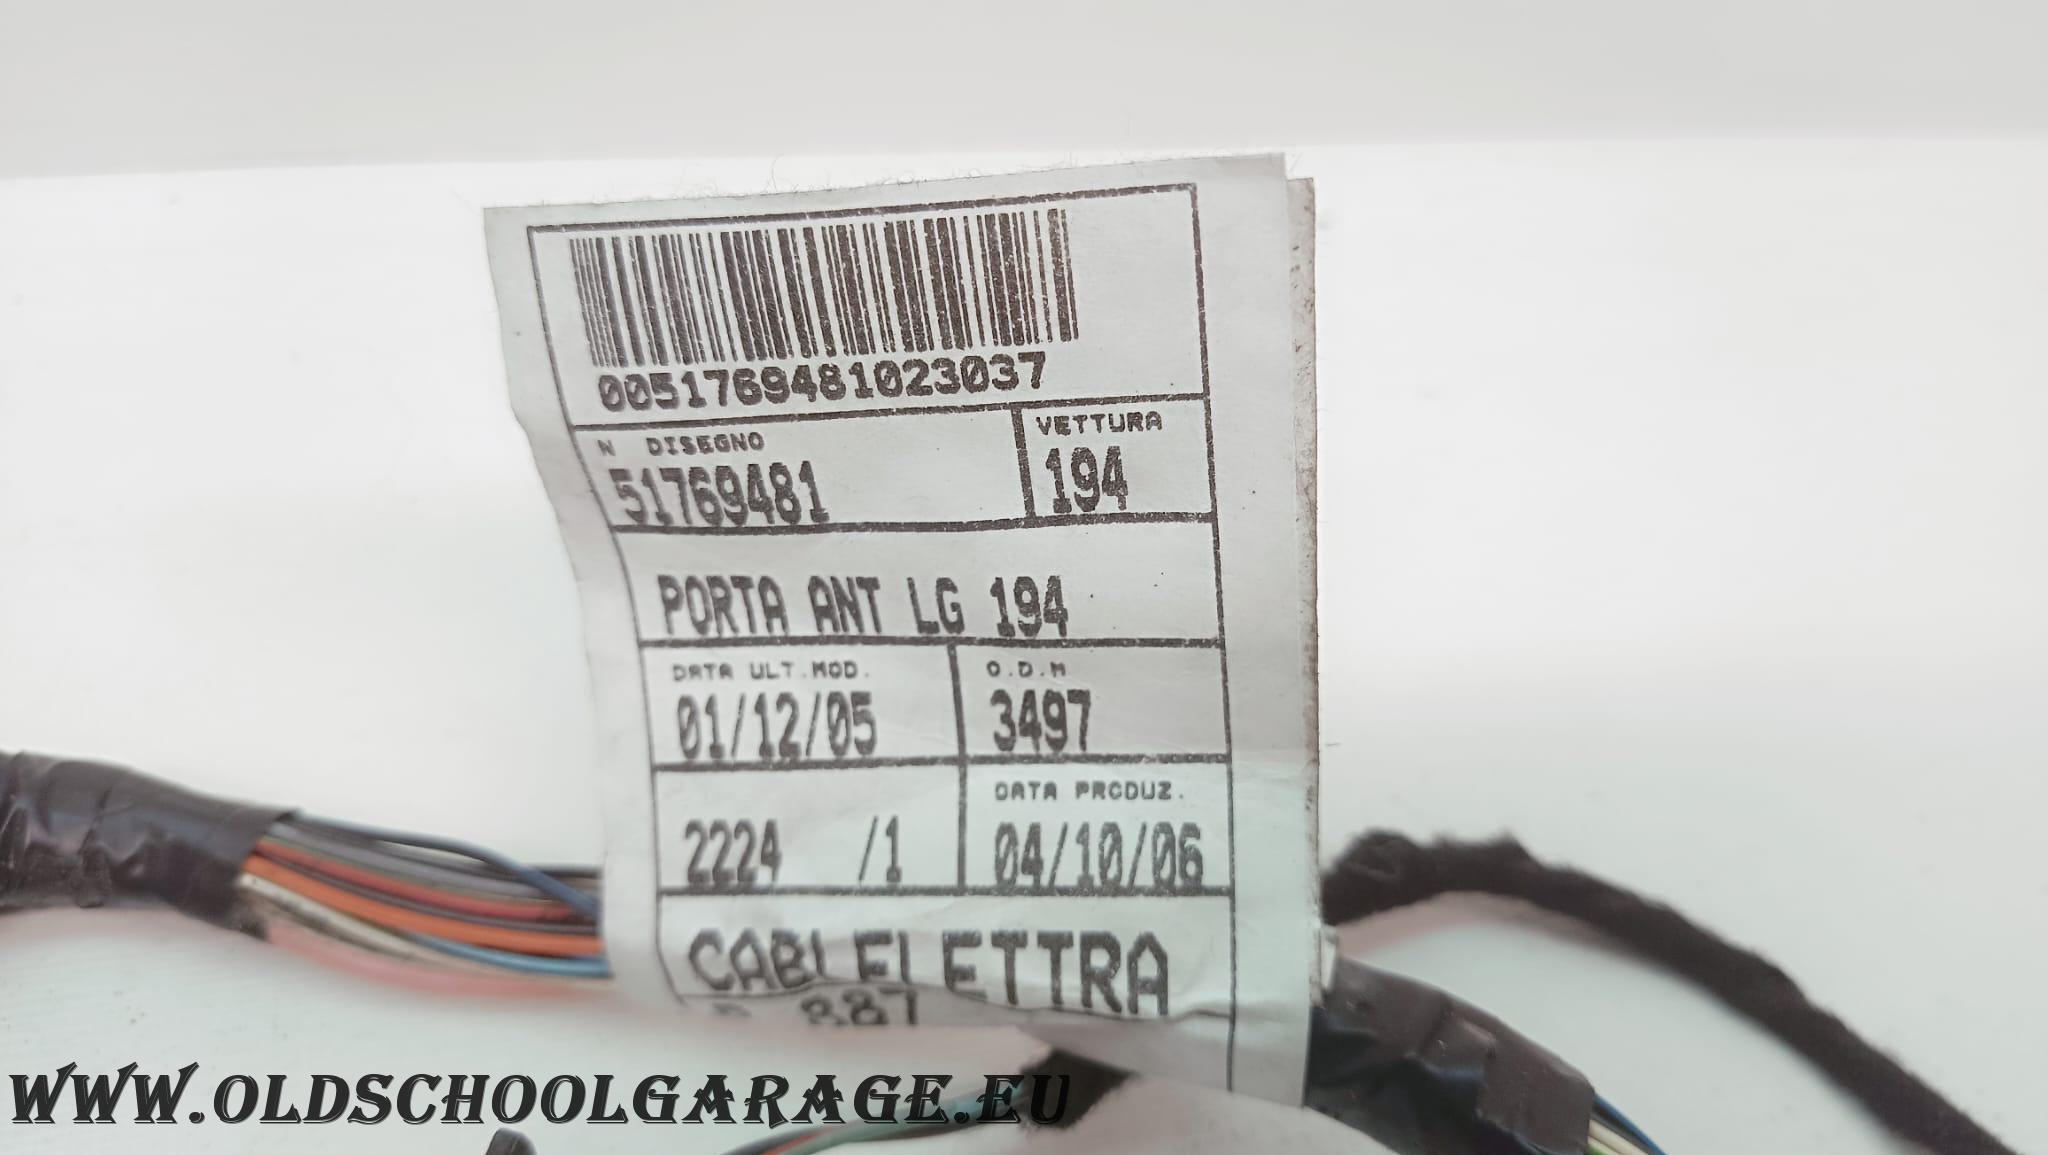 0051769481023037
N DISEGNO
51769481
VETTURA
194
PORTA ANT LG 194
DATA ULT.MOD.
01/12/05
O.D.M
3497
2224 /1
DATA PRODUZ.
04/10/06
CABLELETTRA
887
WWW.OLDSCHOOLGARAGE.EU